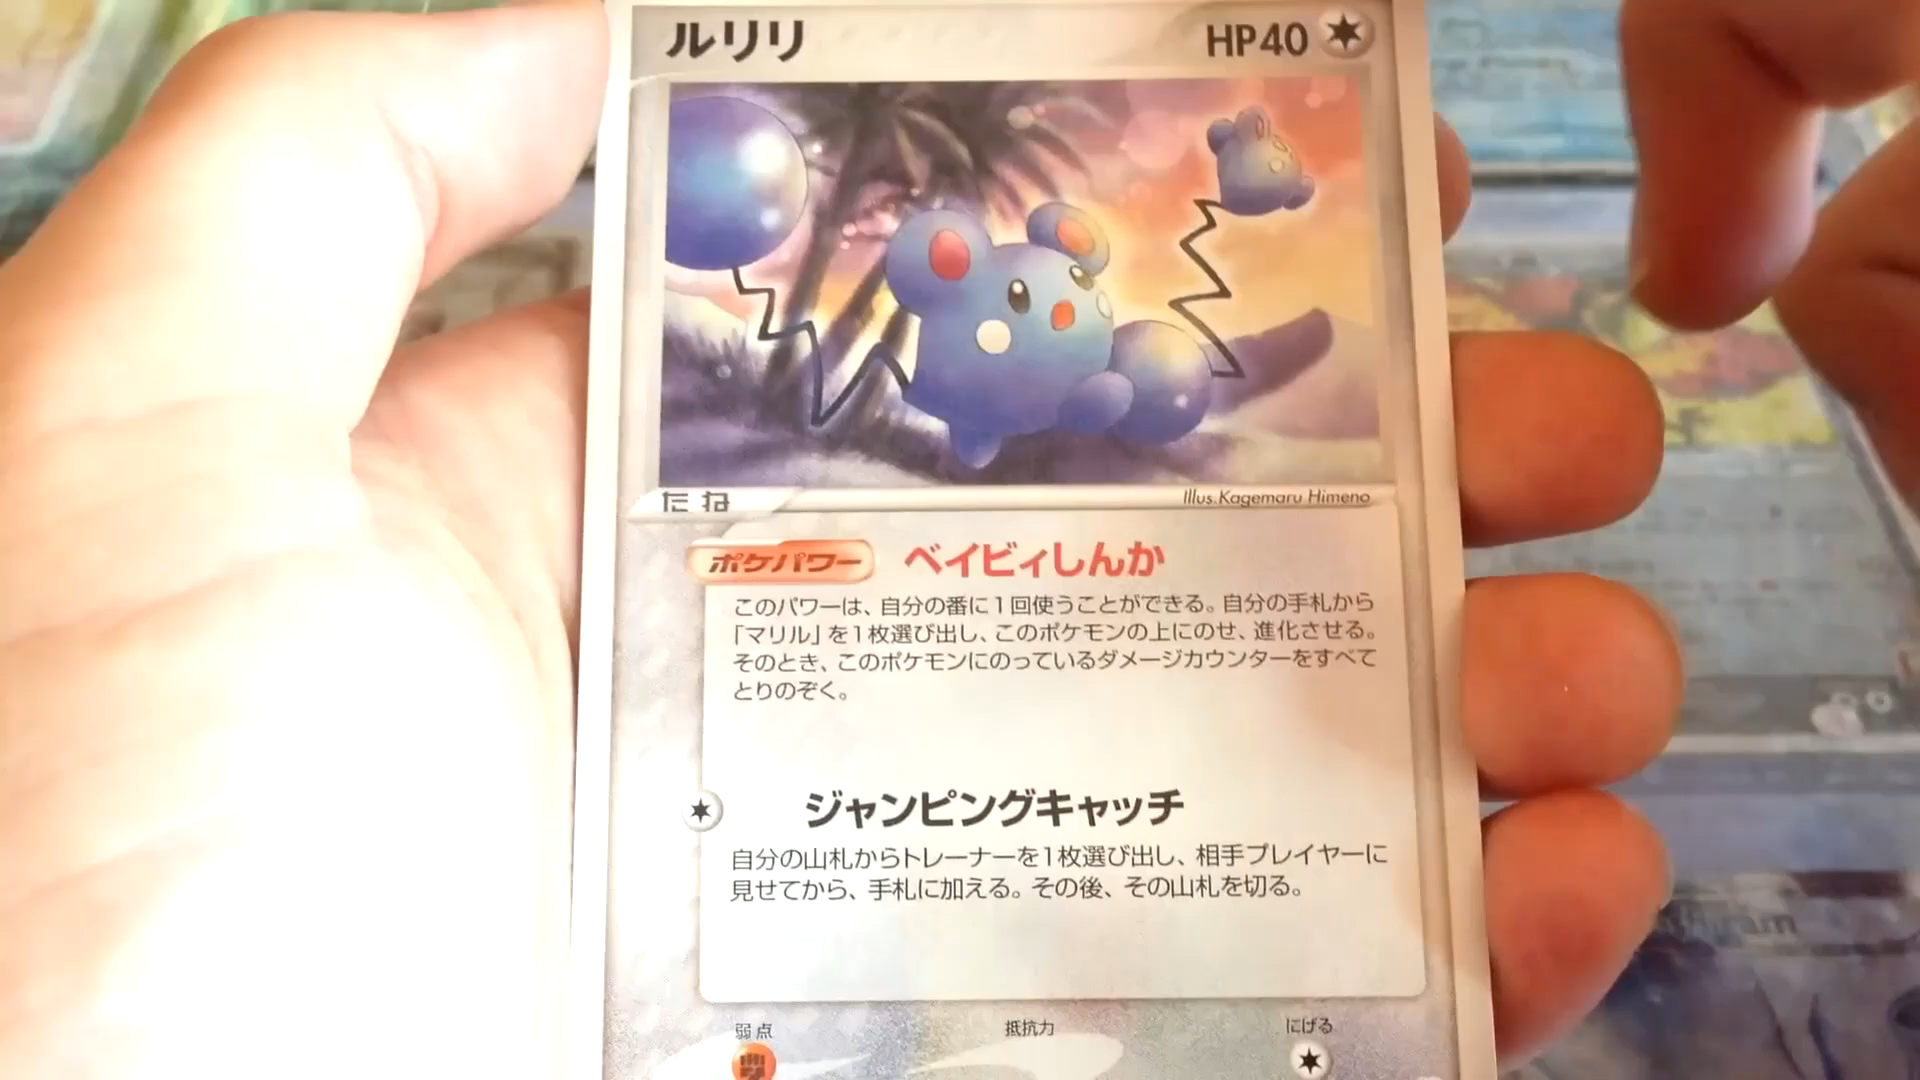 ルリリ HP40
たね
Illus.Kagemaru Himeno
ポケパワー ベイビィしんか
このパワーは、自分の番に1回使うことができる。自分の手札から
「マリル」を1枚選び出し、このポケモンの上にのせ、進化させる。
そのとき、このポケモンにのっているダメージカウンターをすべて
とりのぞく。
ジャンピングキャッチ
自分の山札からトレーナーを1枚選び出し、相手プレイヤーに
見せてから、手札に加える。その後、その山札を切る。
弱点 抵抗力 にげる